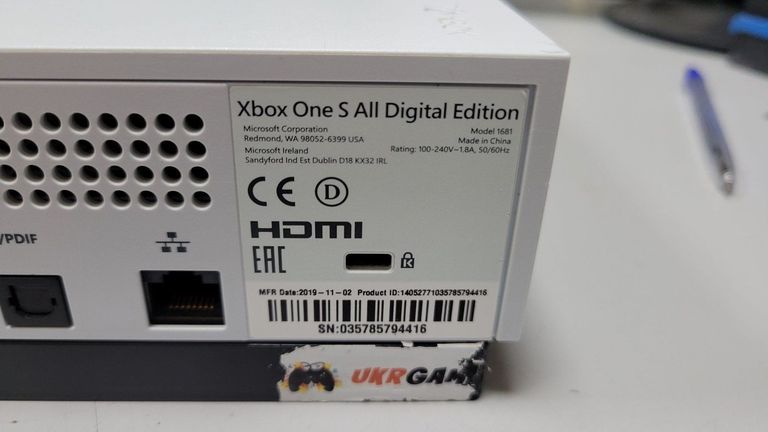 Xbox One S All Digital Edition
Microsoft Corporation
Redmond, WA 98052-6399 USA
Microsoft Ireland
Sandyford Ind Est Dublin D18 KX32 IRL
Model 1681
Made in China
Rating: 100-240V~1.8A, 50/60Hz
CE D
HDMI
EAC
K
/PDIF
MFR Date:2019-11-02 Product ID:14052771035785794416
SN:035785794416
UKRGAM